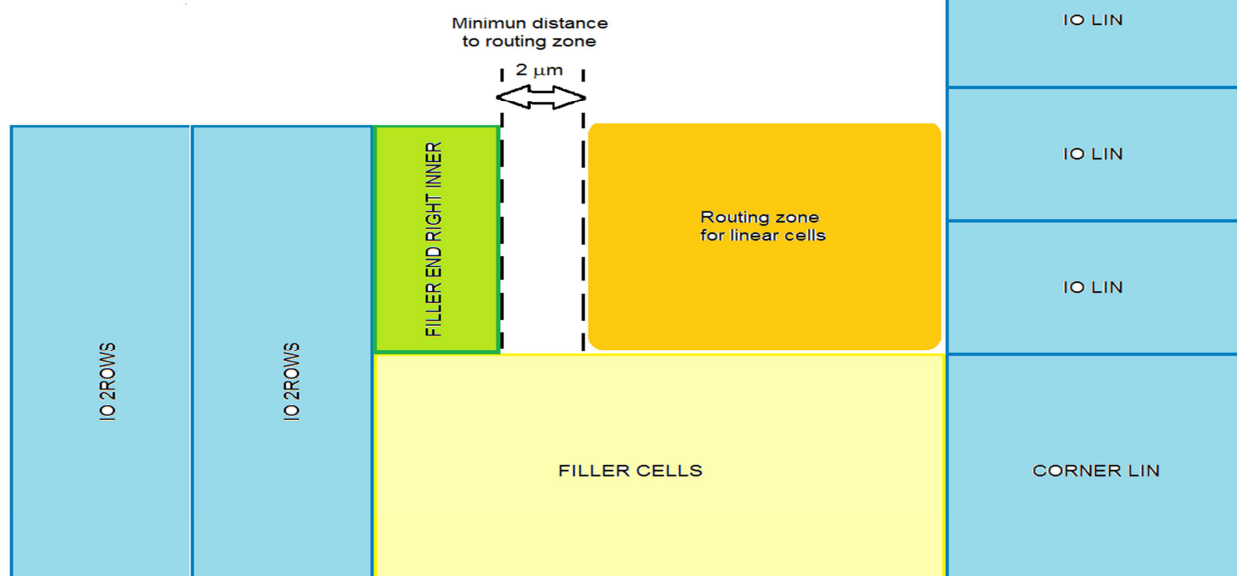 Minimun distance
to routing zone
2 μm
IO LIN
IO LIN
IO LIN
FILLER END RIGHT INNER
Routing zone
for linear cells
IO 2ROWS
IO 2ROWS
FILLER CELLS
CORNER LIN